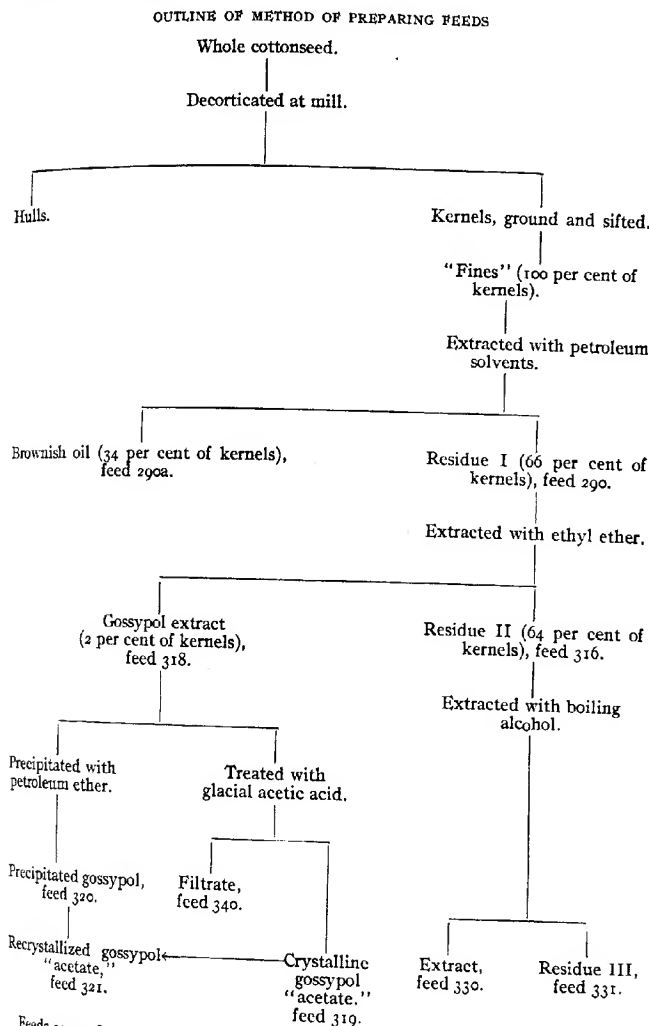 OUTLINE OF METHOD OF PREPARING FEEDS
Whole cottonseed.
Decorticated at mill.
Hulls.
Kernels, ground and sifted.
"Fines" (100 per cent of
kernels).
Extracted with petroleum
solvents.
Brownish oil (34 per cent of kernels),
feed 290a.
Residue I (66 per cent of
kernels), feed 290.
Extracted with ethyl ether.
Gossypol extract
(2 per cent of kernels),
feed 318.
Residue II (64 per cent of
kernels), feed 316.
Extracted with boiling
alcohol.
Precipitated with
petroleum ether.
Treated with
glacial acetic acid.
Precipitated gossypol,
feed 320.
Filtrate,
feed 340.
Recrystallized gossypol
"acetate,"
feed 321.
Crystalline
gossypol
"acetate."
feed 319.
Extract,
feed 330.
Residue III,
feed 331.
Feeds